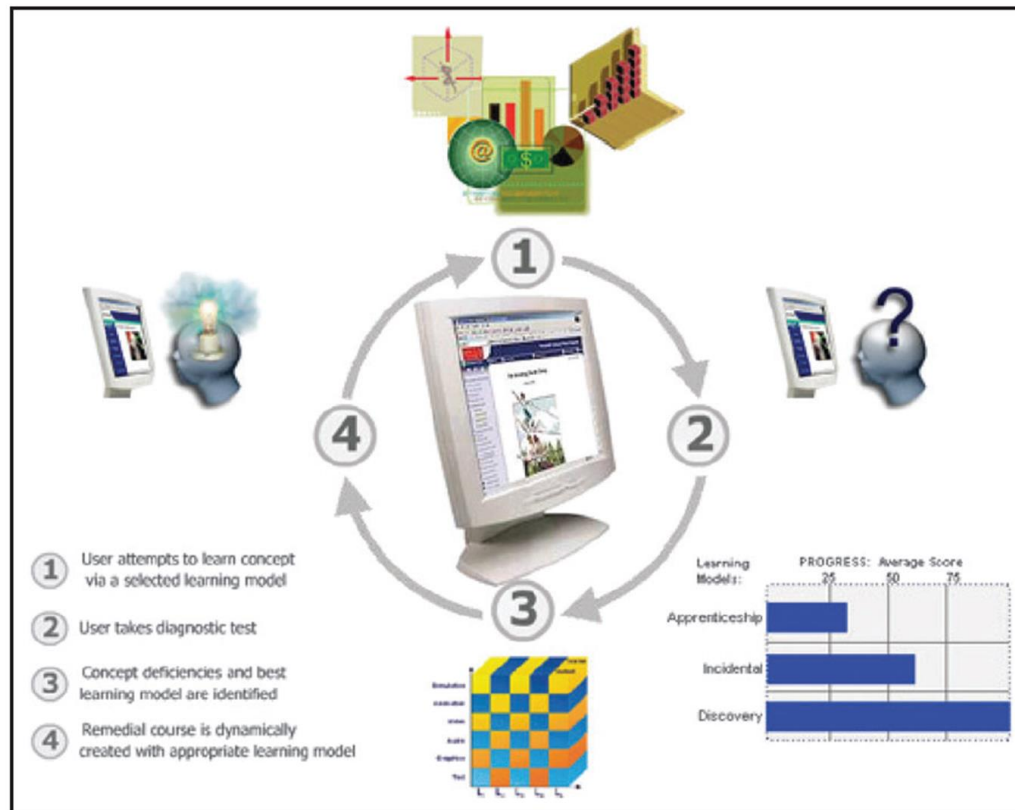 @
$
1
?
4
2
3
1 User attempts to learn concept
via a selected learning model
2 User takes diagnostic test
3 Concept deficiencies and best
learning model are identified
4 Remedial course is dynamically
created with appropriate learning model
Simulation
Video
Audio
Graphics
Text
Learning
Models:
PROGRESS: Average Score
25 50 75
Apprenticeship
Incidental
Discovery